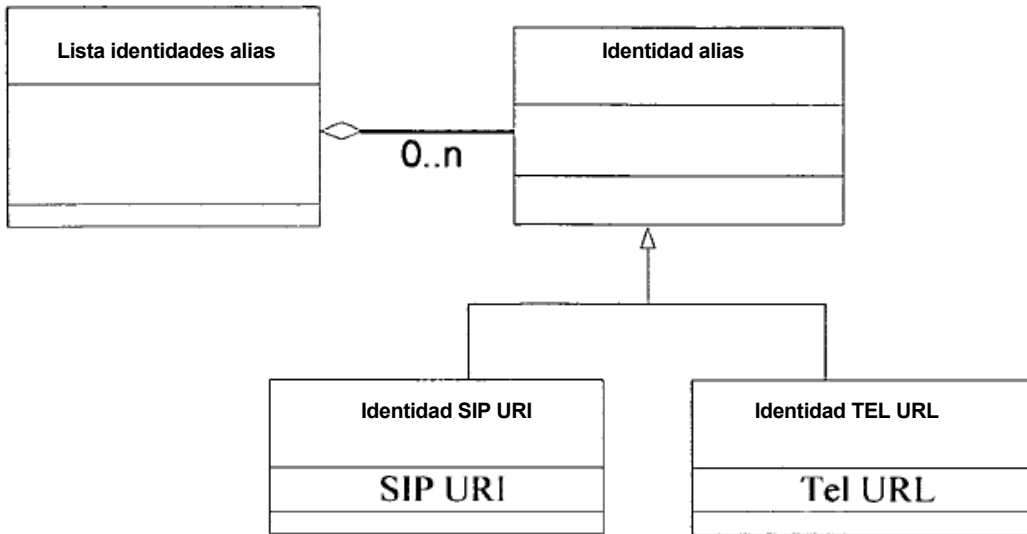 Lista identidades alias
Identidad alias
0..n
Identidad SIP URI
Identidad TEL URL
SIP URI
Tel URL